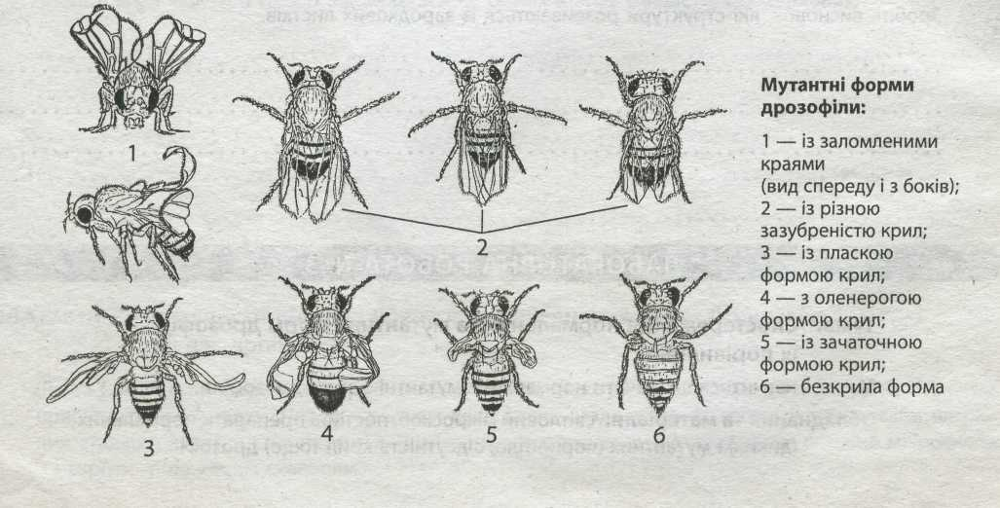 Мутантні форми
дрозофіли:
1 — із заломленими
краями
(вид спереду і з боків);
2 — із різною
зазубреністю крил;
3 — із пласкою
формою крил;
4 — з оленерогою
формою крил;
5 — із зачаточною
формою крил;
6 — безкрила форма
1
2
3
4
5
6